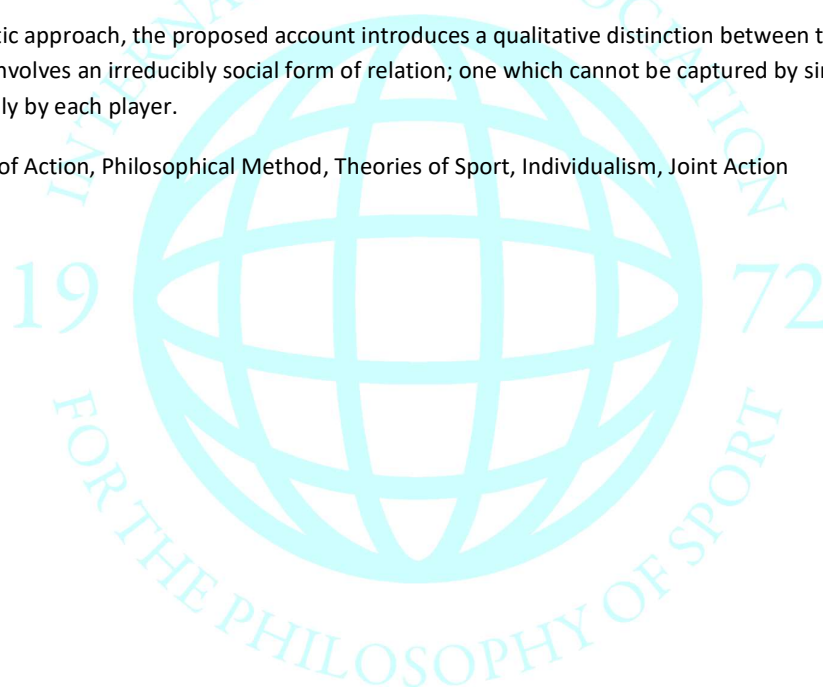 INTERNA OCIATION
tic approach, the proposed account introduces a qualitative distinction between t
nvolves an irreducibly social form of relation; one which cannot be captured by si
ly by each player.
of Action, Philosophical Method, Theories of Sport, Individualism, Joint Action
19 72
FOR THE PHILOSOPHY OF SPORT